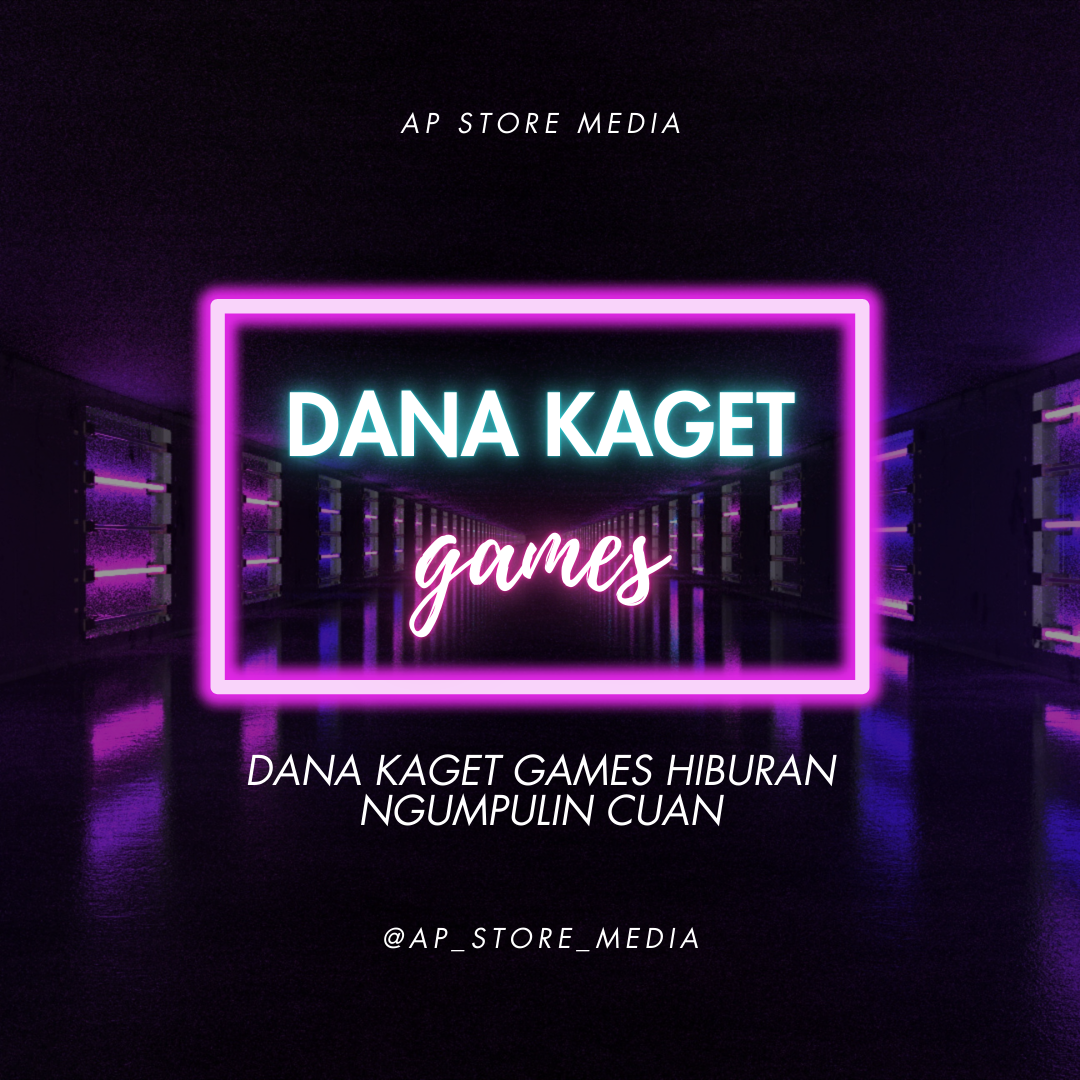 AP STORE MEDIA
DANA KAGET
games
DANA KAGET GAMES HIBURAN
NGUMPULIN CUAN
@AP_STORE_MEDIA